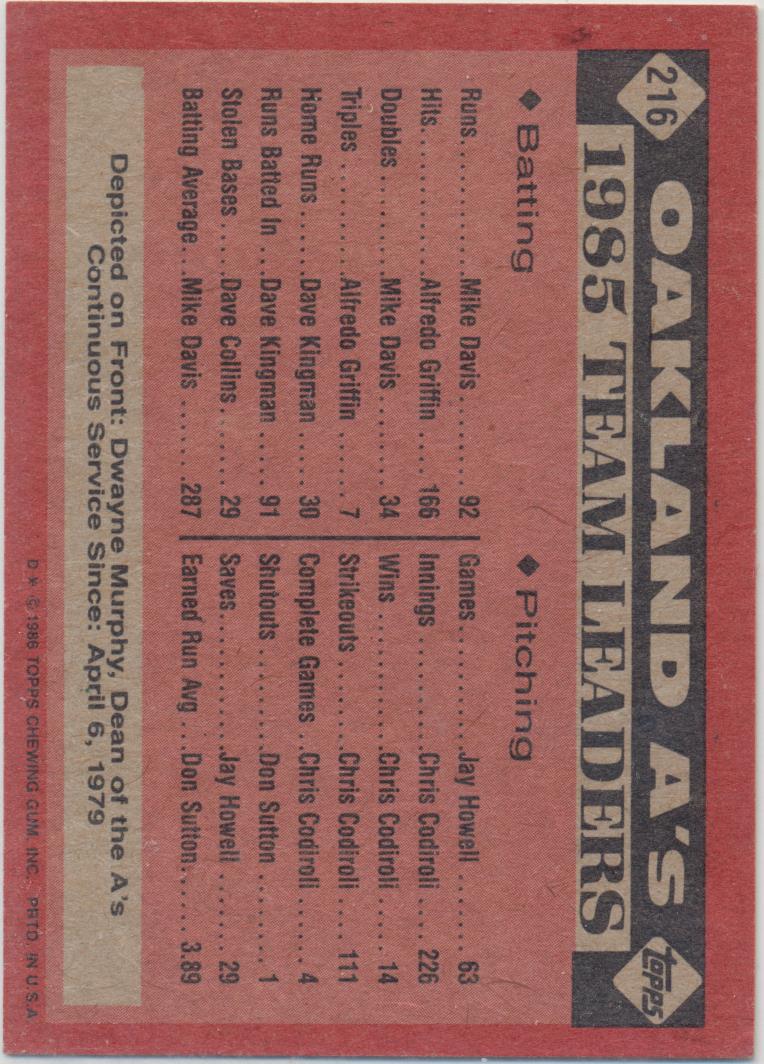 216
OAKLAND A'S
topps
1985 TEAM LEADERS
◆ Batting
Runs............Mike Davis........ 92
Hits............Alfredo Griffin.... 166
Doubles.........Mike Davis........ 34
Triples.........Alfredo Griffin..... 7
Home Runs......Dave Kingman..... 30
Runs Batted In...Dave Kingman..... 91
Stolen Bases.....Dave Collins....... 29
Batting Average...Mike Davis.......287
◆ Pitching
Games...........Jay Howell....... 63
Innings..........Chris Codiroli.... 226
Wins............Chris Codiroli..... 14
Strikeouts........Chris Codiroli.... 111
Complete Games..Chris Codiroli...... 4
Shutouts.........Don Sutton....... 1
Saves...........Jay Howell....... 29
Earned Run Avg...Don Sutton..... 3.89
Depicted on Front: Dwayne Murphy, Dean of the A's
Continuous Service Since: April 6, 1979
D * © 1986 TOPPS CHEWING GUM, INC., PRTD. IN U.S.A.